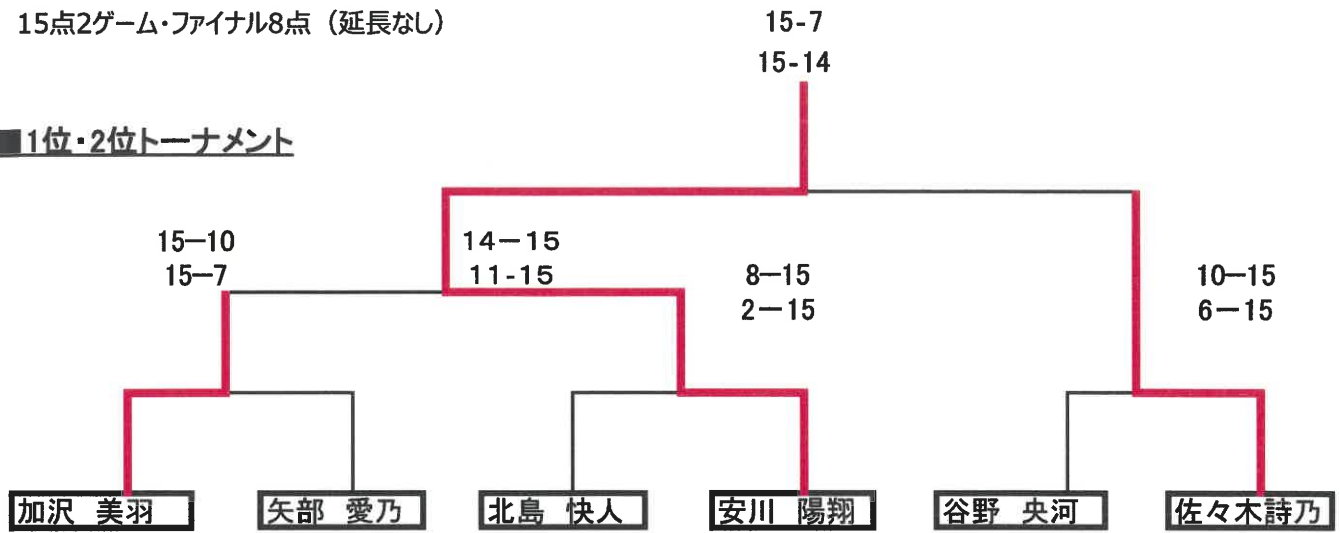 15点2ゲーム・ファイナル8点（延長なし）
15-7
15-14
■1位・2位トーナメント
15－10
15－7
14－15
11-15
8－15
2－15
10－15
6－15
加沢　美羽
矢部　愛乃
北島　快人
安川　陽翔
谷野　央河
佐々木詩乃